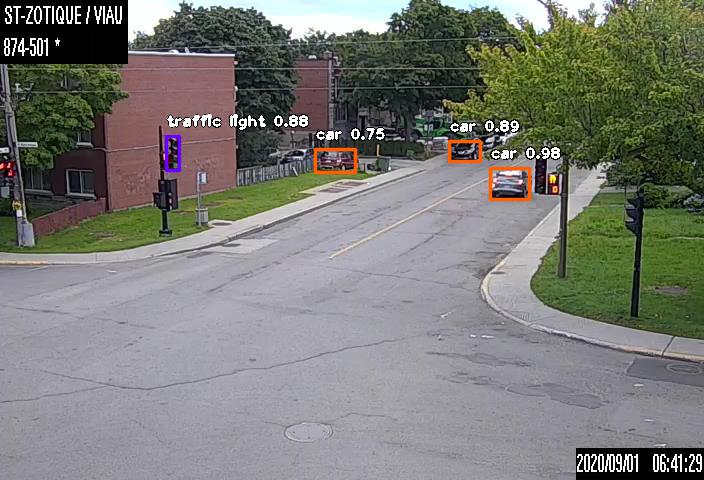 ST-ZOTIQUE / VIAU
874-501 *
traffic light 0.88
car 0.75
car 0.89
car 0.98
2020/09/01 06:41:29